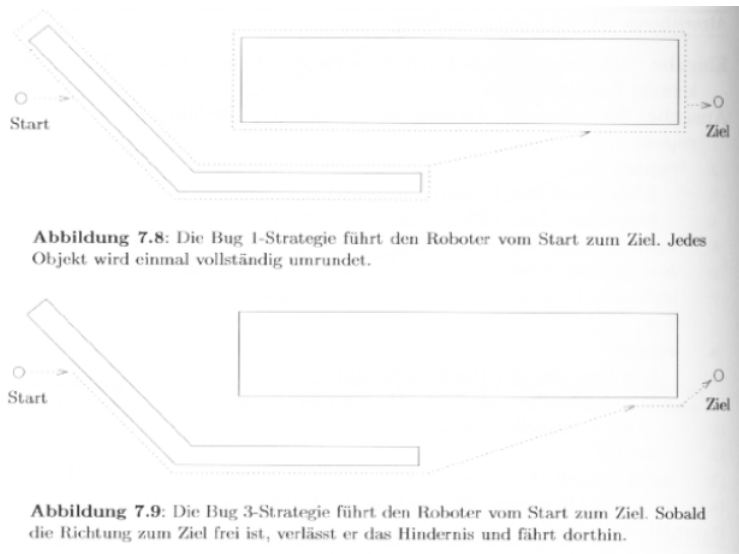 Start
Ziel
Abbildung 7.8: Die Bug 1-Strategie führt den Roboter vom Start zum Ziel. Jedes
Objekt wird einmal vollständig umrundet.
Start
Ziel
Abbildung 7.9: Die Bug 3-Strategie führt den Roboter vom Start zum Ziel. Sobald
die Richtung zum Ziel frei ist, verlässt er das Hindernis und fährt dorthin.